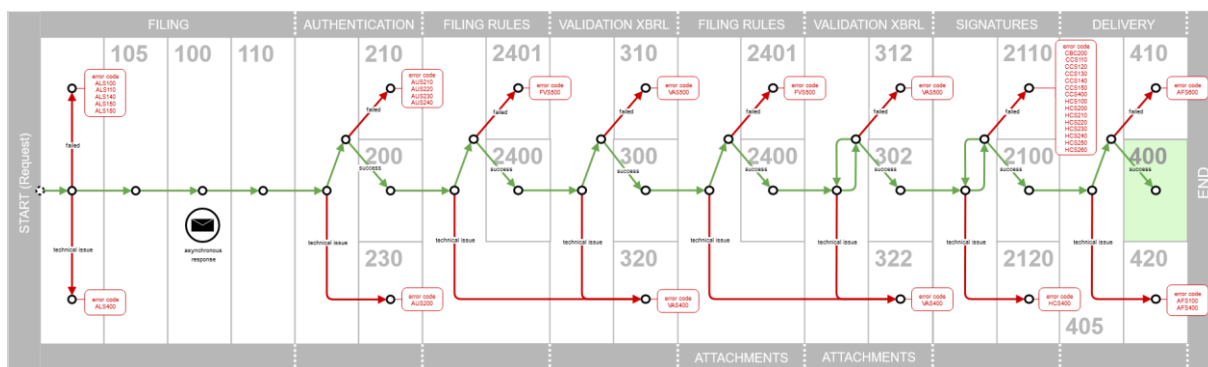 FILING
AUTHENTICATION
FILING RULES
VALIDATION XBRL
FILING RULES
VALIDATION XBRL
SIGNATURES
DELIVERY
START (Request)
105
100
110
210
2401
310
2401
312
2110
410
error code
ALS100
ALS110
ALS140
ALS150
ALS160
error code
AUS210
AUS220
AUS230
AUS240
error code
FVS500
error code
VAS500
error code
FVS500
error code
VAS500
error code
CBC200
CCS110
CCS120
CCS130
CCS140
CCS150
CCS400
HCS100
HCS200
HCS210
HCS220
HCS230
HCS240
HCS250
HCS260
error code
AFS600
failed
failed
failed
failed
failed
failed
failed
failed
200
2400
300
2400
302
2100
400
success
success
success
success
success
success
success
END
asynchronous
response
technical issue
technical issue
technical issue
technical issue
technical issue
technical issue
technical issue
technical issue
230
320
322
2120
420
error code
ALS400
error code
AUS200
error code
VAS400
error code
VAS400
error code
HCS400
error code
AFS100
AFS400
405
ATTACHMENTS
ATTACHMENTS